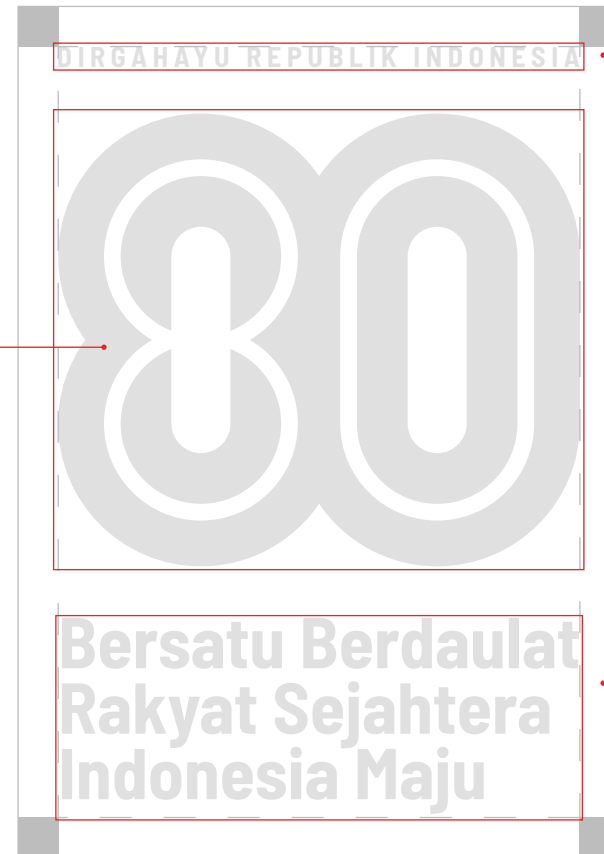 DIRGAHAYU REPUBLIK INDONESIA
80
Bersatu Berdaulat
Rakyat Sejahtera
Indonesia Maju